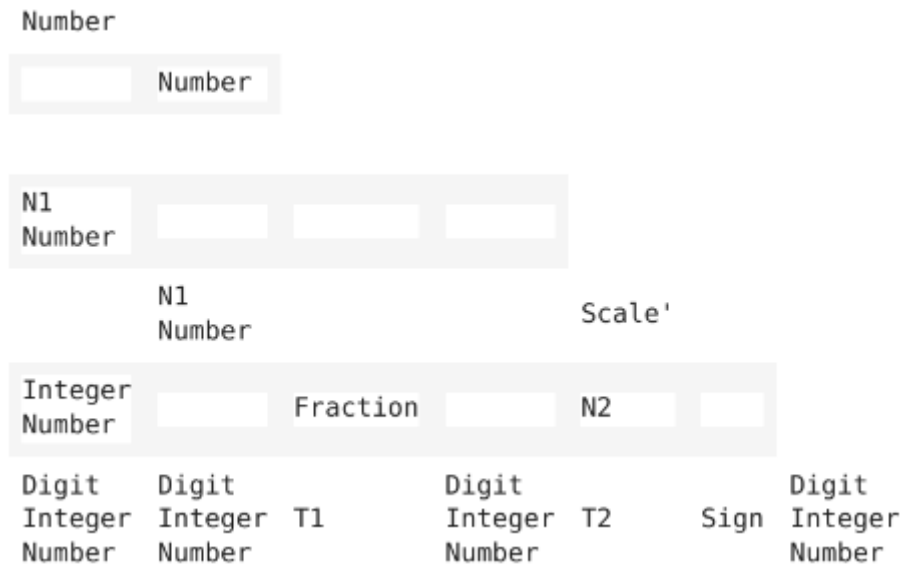 Number
Number
N1
Number
N1
Number
Scale'
Integer
Number
Fraction
N2
Digit
Integer
Number
Digit
Integer
Number
T1
Digit
Integer
Number
T2
Sign
Digit
Integer
Number